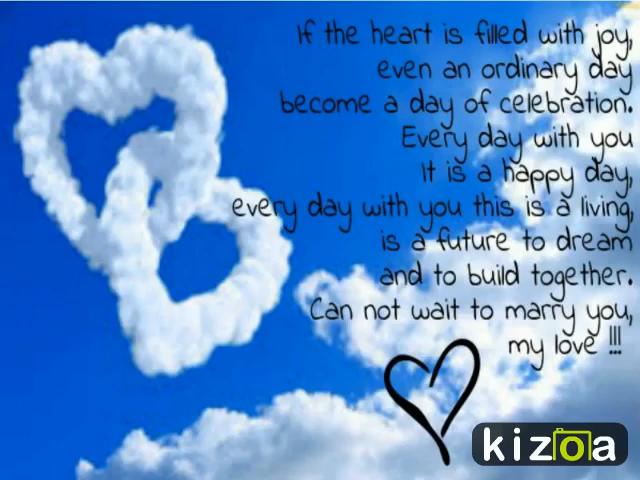 If the heart is filled with joy,
even an ordinary day
become a day of celebration.
Every day with you
It is a happy day,
every day with you this is a living,
is a future to dream
and to build together.
Can not wait to marry you,
my love !!!
kizoa